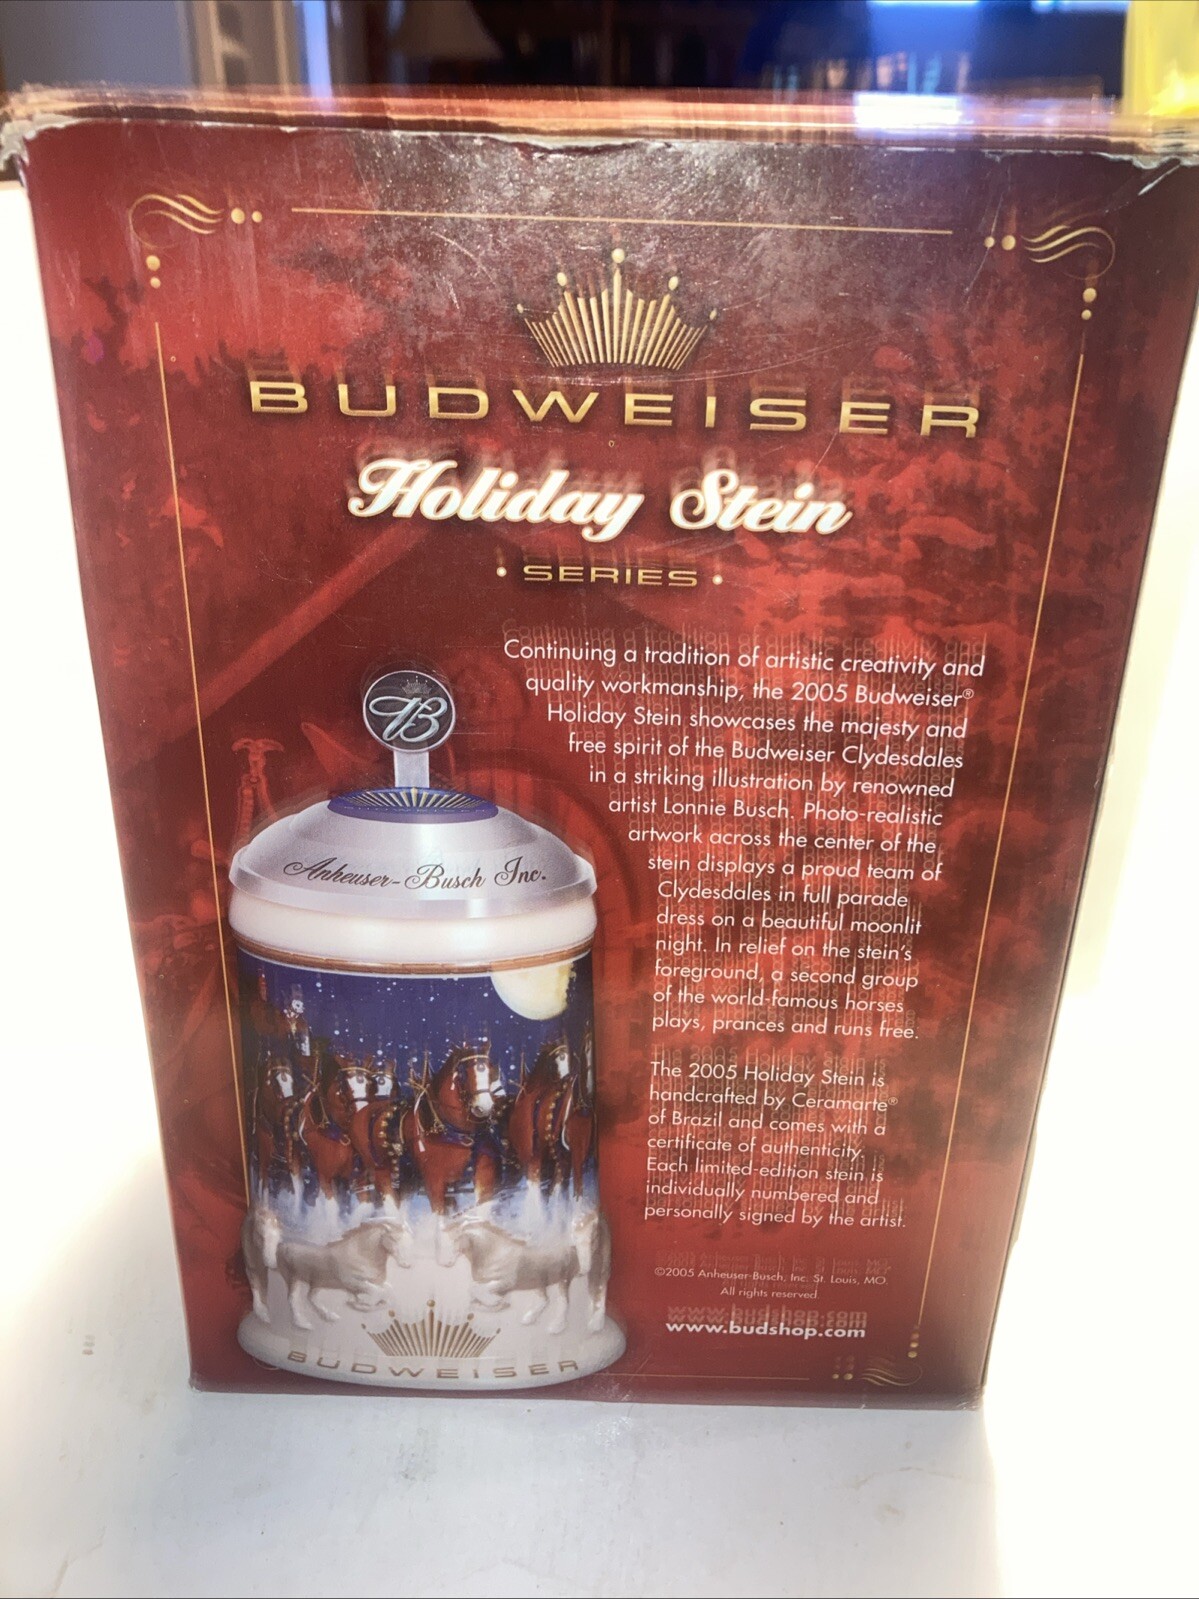 BUDWEISER
Holiday Stein
• SERIES •
Continuing a tradition of artistic creativity and
quality workmanship, the 2005 Budweiser®
Holiday Stein showcases the majesty and
free spirit of the Budweiser Clydesdales
in a striking illustration by renowned
artist Lonnie Busch. Photo-realistic
artwork across the center of the
stein displays a proud team of
Clydesdales in full parade
dress on a beautiful moonlit
night. In relief on the stein's
foreground, a second group
of the world-famous horses
plays, prances and runs free.
The 2005 Holiday Stein is
handcrafted by Ceramarte®
of Brazil and comes with a
certificate of authenticity.
Each limited-edition stein is
individually numbered and
personally signed by the artist.
©2005 Anheuser-Busch, Inc. St. Louis, MO.
All rights reserved.
www.budshop.com
B
Anheuser-Busch Inc.
BUDWEISER